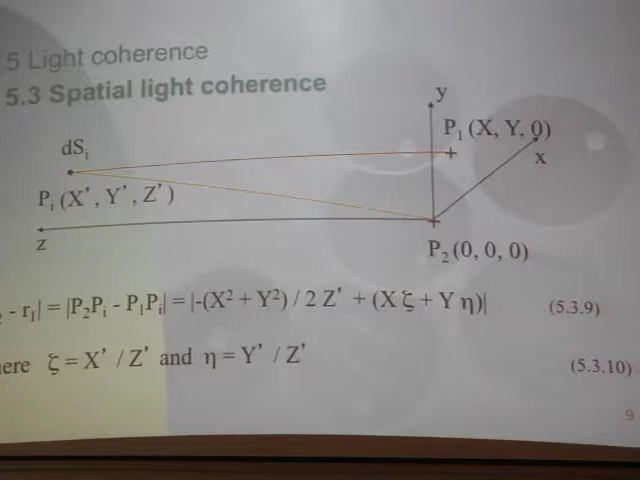 5 Light coherence
5.3 Spatial light coherence
y
P₁ (X, Y, 0)
x
dSᵢ
Pᵢ (X', Y', Z')
z
P₂ (0, 0, 0)
- r₁| = |P₂Pᵢ - P₁Pᵢ| = |-(X² + Y²) / 2 Z' + (X ζ + Y η)| (5.3.9)
ere ζ = X' / Z' and η = Y' / Z' (5.3.10)
9